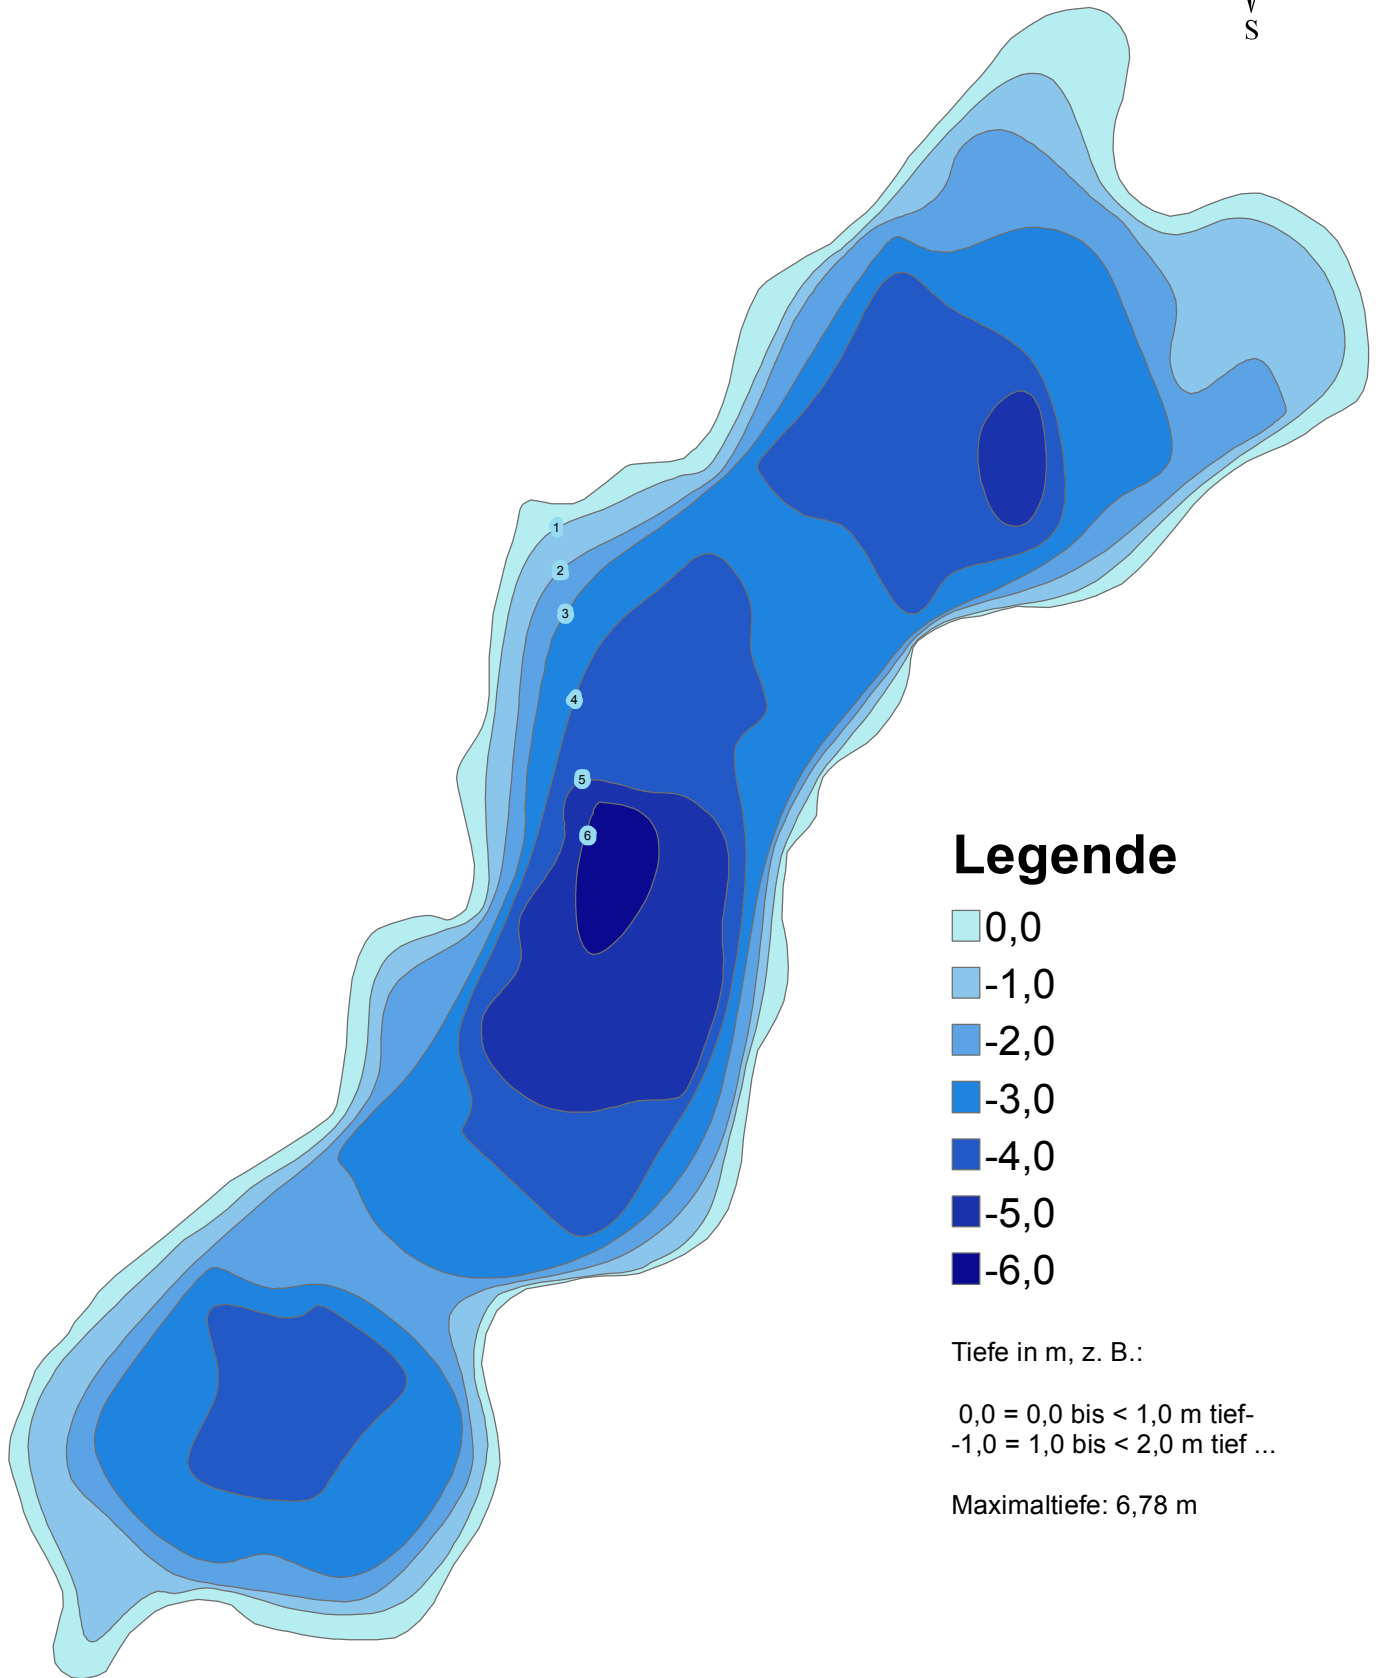 S
1
2
3
4
5
6
Legende
0,0
-1,0
-2,0
-3,0
-4,0
-5,0
-6,0
Tiefe in m, z. B.:
0,0 = 0,0 bis < 1,0 m tief-
-1,0 = 1,0 bis < 2,0 m tief ...
Maximaltiefe: 6,78 m